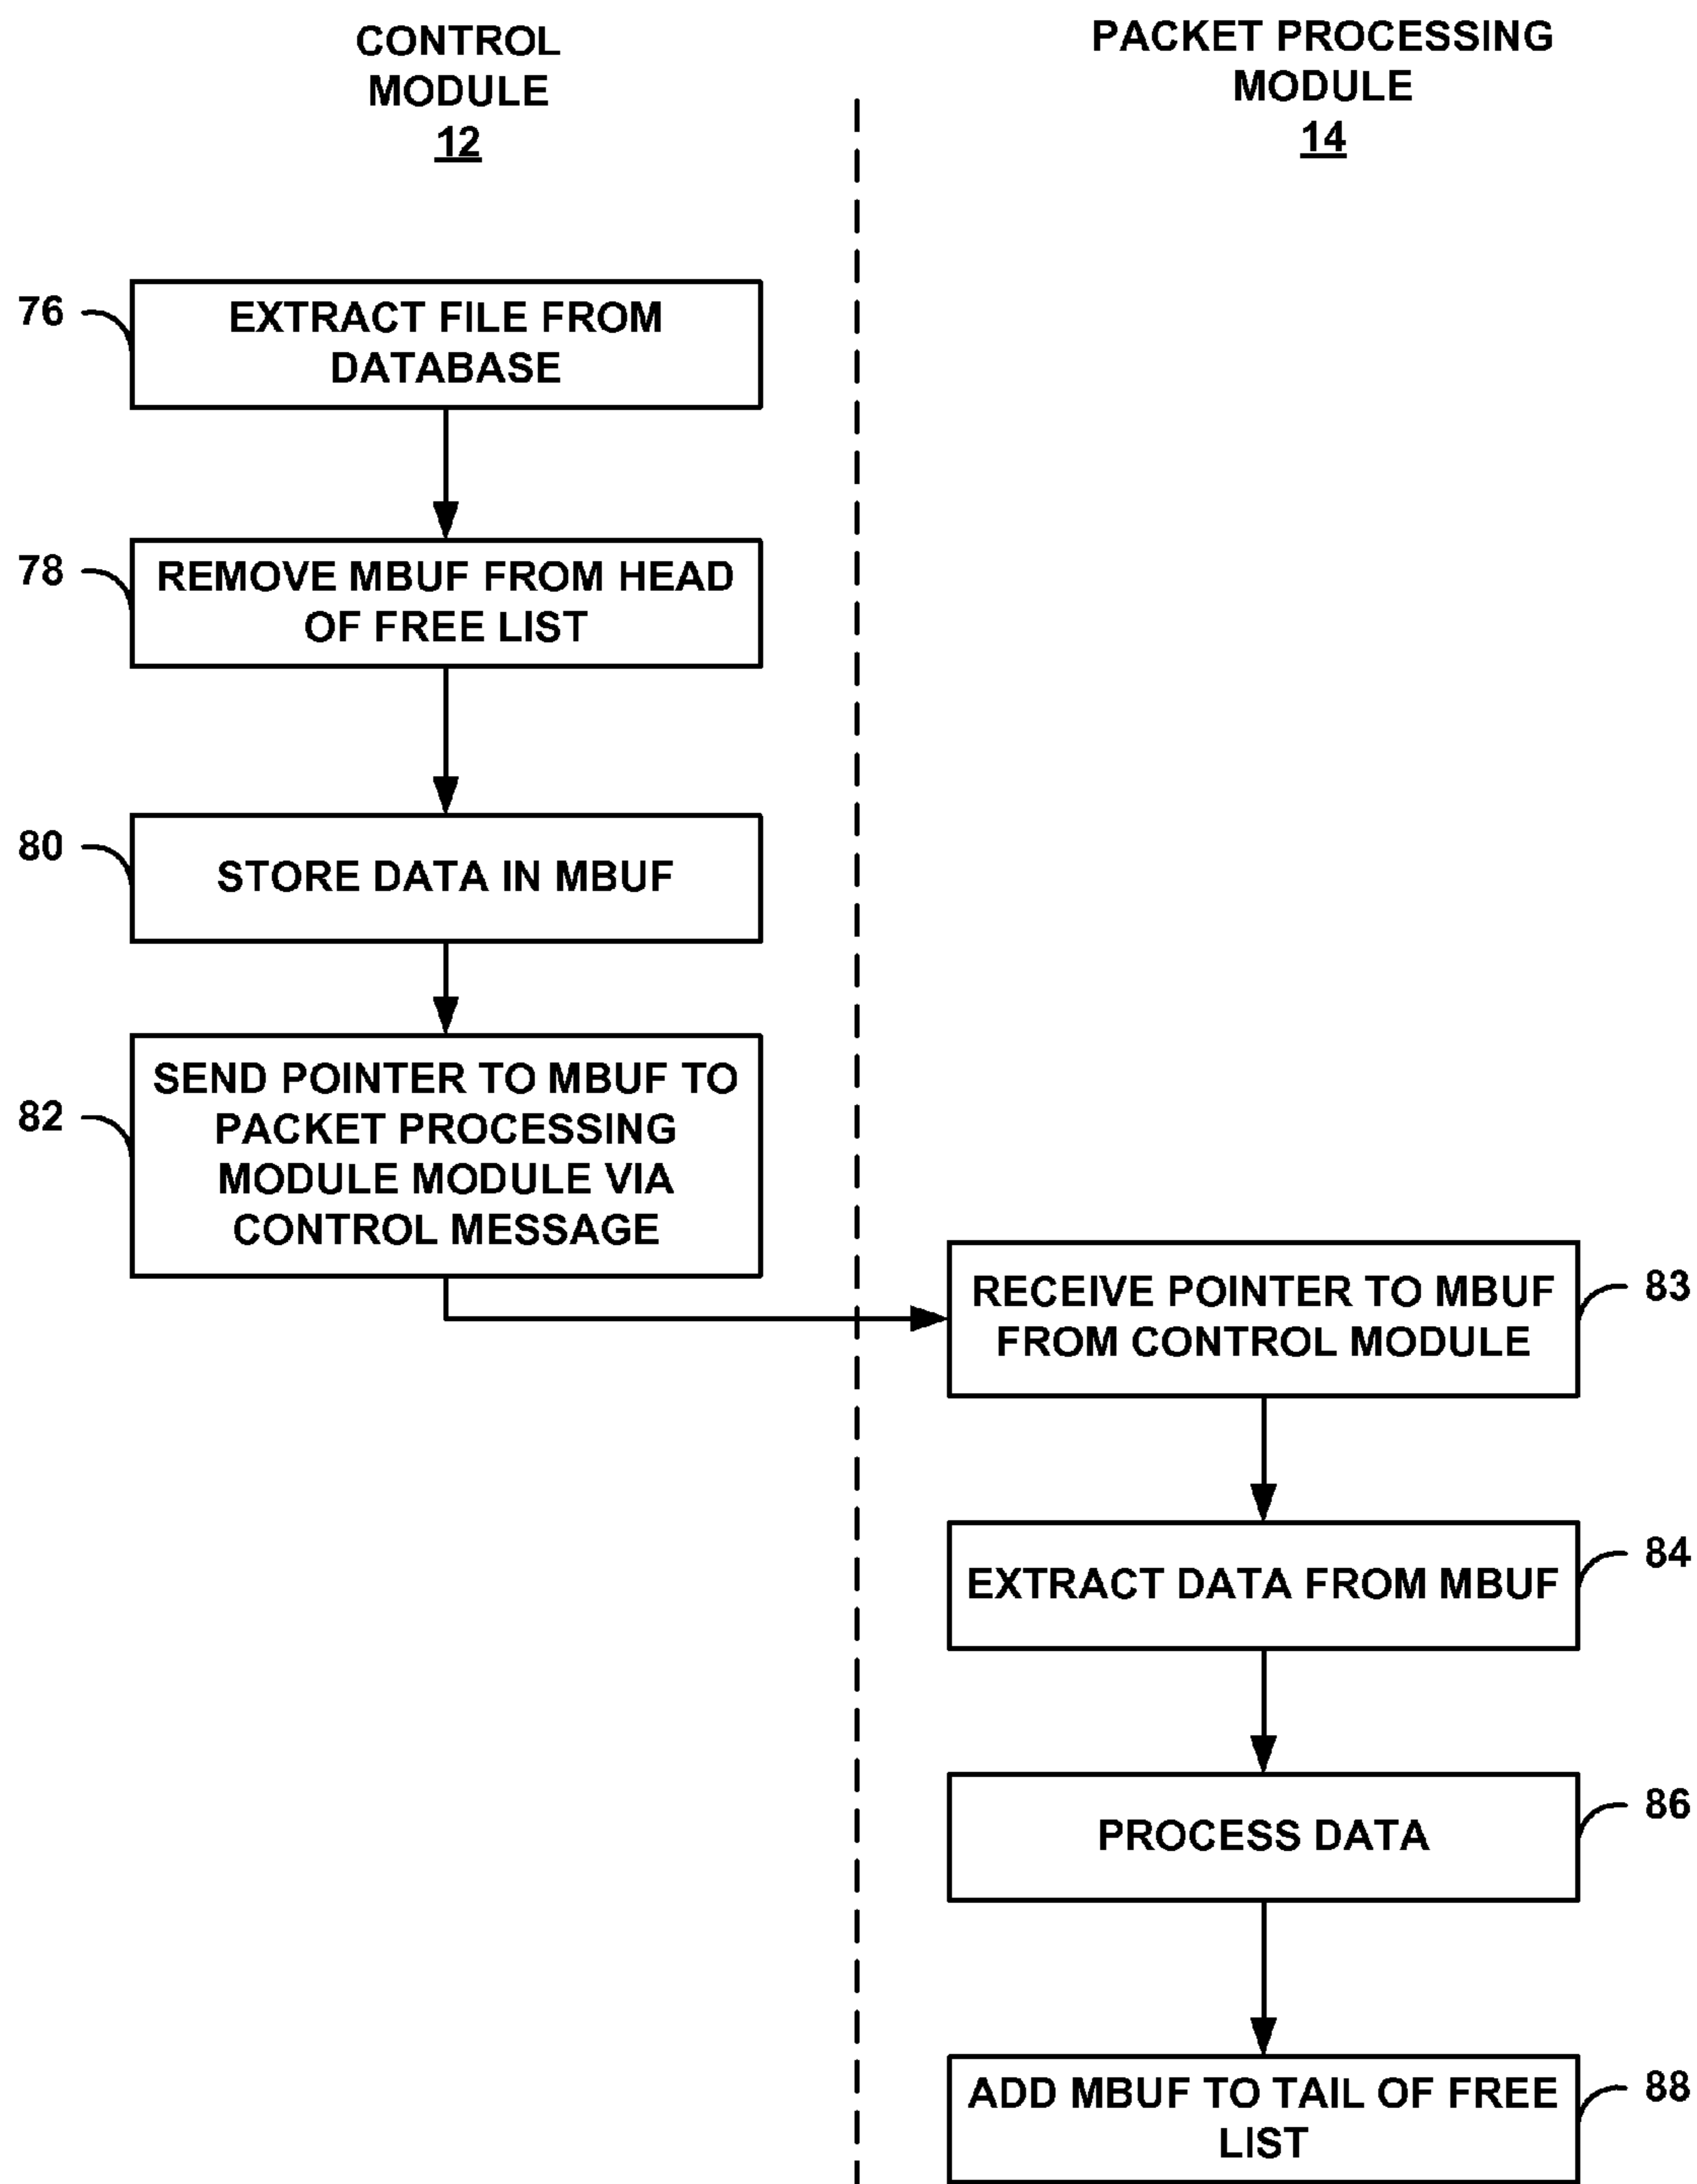 CONTROL
MODULE
12
PACKET PROCESSING
MODULE
14
76
EXTRACT FILE FROM
DATABASE
78
REMOVE MBUF FROM HEAD
OF FREE LIST
80
STORE DATA IN MBUF
82
SEND POINTER TO MBUF TO
PACKET PROCESSING
MODULE MODULE VIA
CONTROL MESSAGE
RECEIVE POINTER TO MBUF
FROM CONTROL MODULE
83
EXTRACT DATA FROM MBUF
84
PROCESS DATA
86
ADD MBUF TO TAIL OF FREE
LIST
88